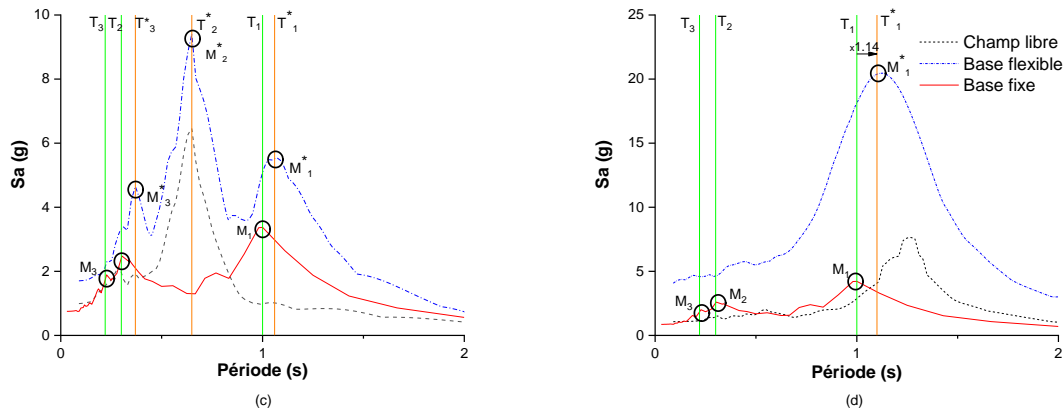 T3 T2 T*3 T*2 T1 T*1
M*2
M*3
M*1
M1
M3
10
8
6
4
2
0
Sa (g)
0 1 2
Période (s)
(c)
T3 T2 T1 T*1
x1.14
M*1
M1
M2
M3
Champ libre
Base flexible
Base fixe
25
20
15
10
5
0
Sa (g)
0 1 2
Période (s)
(d)